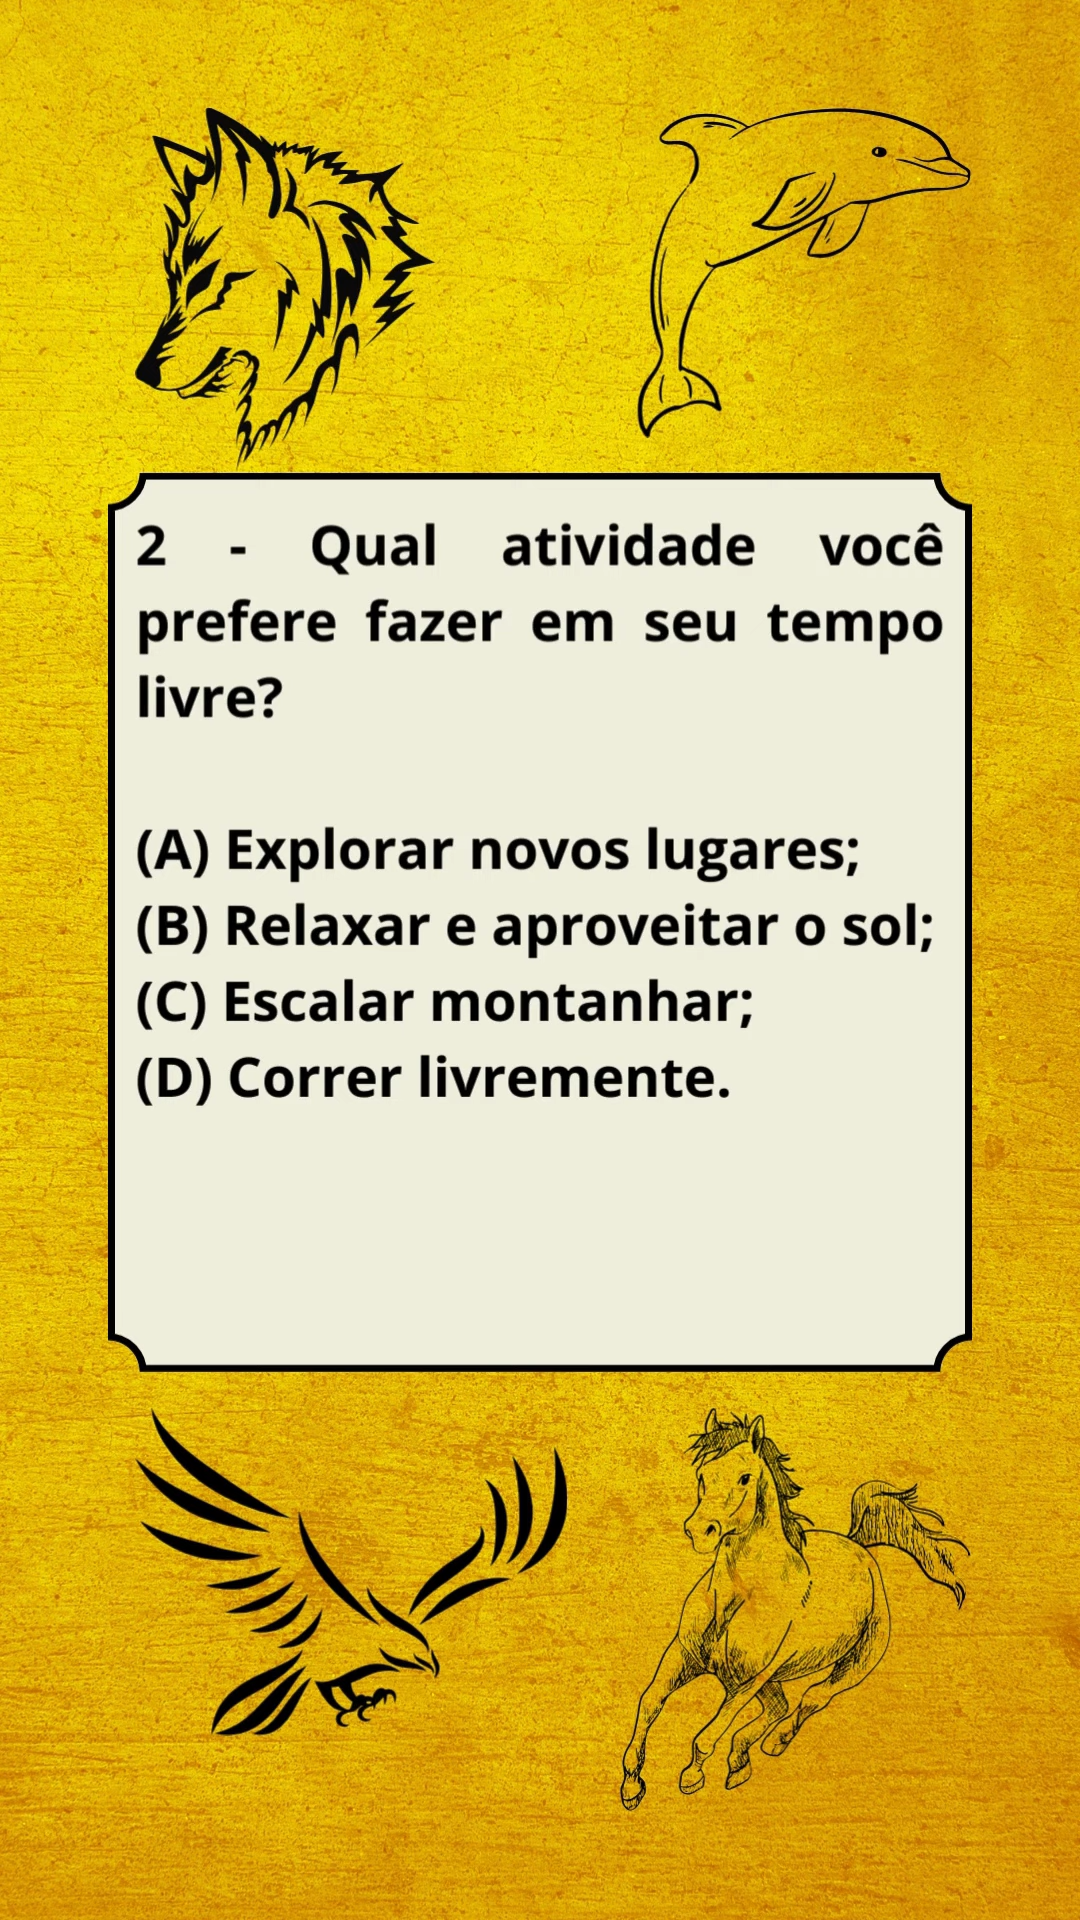 2 - Qual atividade você
prefere fazer em seu tempo
livre?
(A) Explorar novos lugares;
(B) Relaxar e aproveitar o sol;
(C) Escalar montanhar;
(D) Correr livremente.